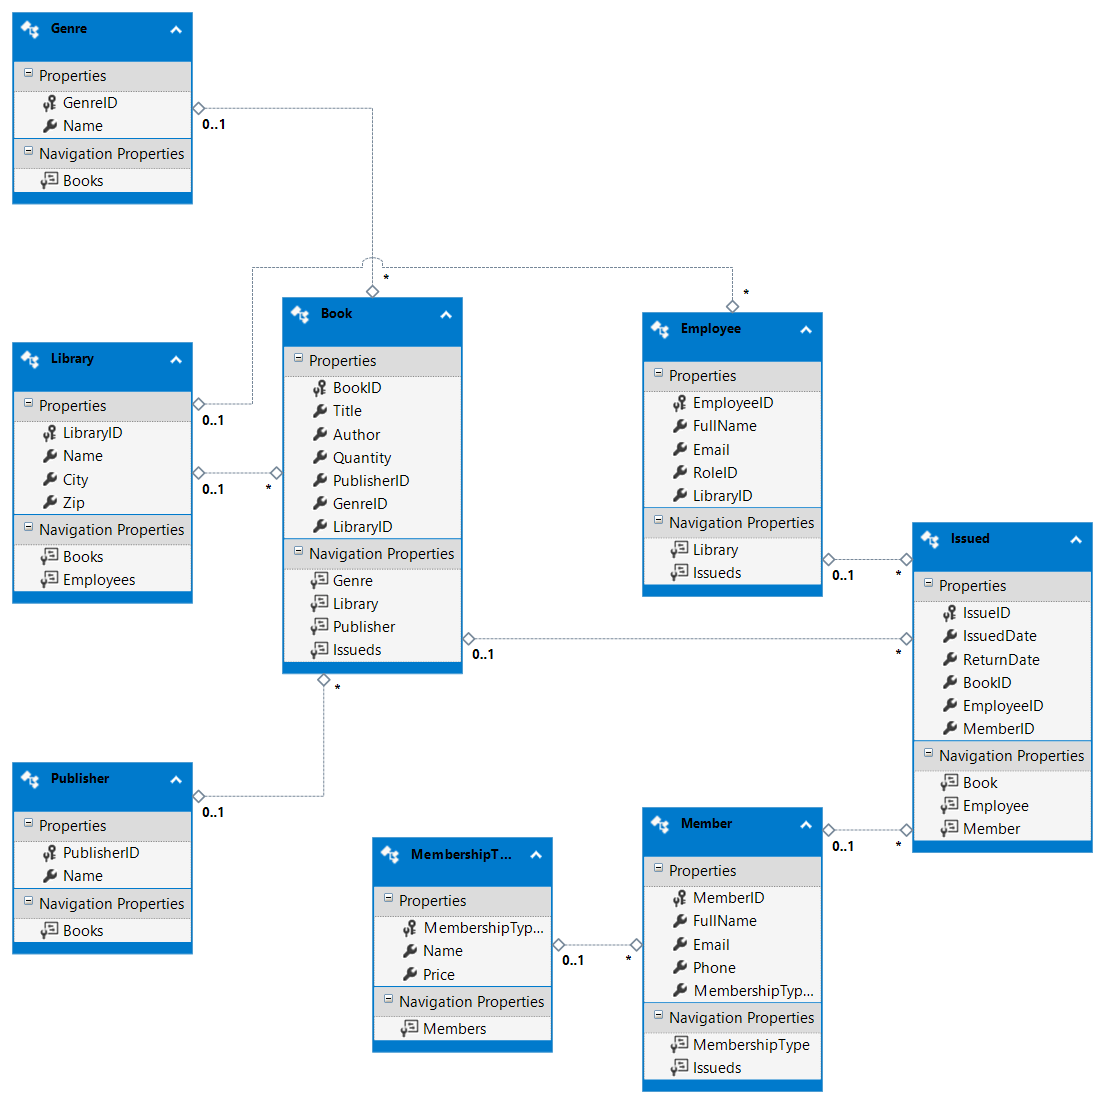 Genre
Properties
GenreID
Name
Navigation Properties
Books
0..1
*
Library
Properties
LibraryID
Name
City
Zip
Navigation Properties
Books
Employees
0..1
0..1
*
*
Book
Properties
BookID
Title
Author
Quantity
PublisherID
GenreID
LibraryID
Navigation Properties
Genre
Library
Publisher
Issueds
0..1
*
*
Employee
Properties
EmployeeID
FullName
Email
RoleID
LibraryID
Navigation Properties
Library
Issueds
0..1
*
Issued
Properties
IssueID
IssuedDate
ReturnDate
BookID
EmployeeID
MemberID
Navigation Properties
Book
Employee
Member
Publisher
Properties
PublisherID
Name
Navigation Properties
Books
0..1
MembershipT...
Properties
MembershipTyp...
Name
Price
Navigation Properties
Members
0..1
*
Member
Properties
MemberID
FullName
Email
Phone
MembershipTyp...
Navigation Properties
MembershipType
Issueds
0..1
*